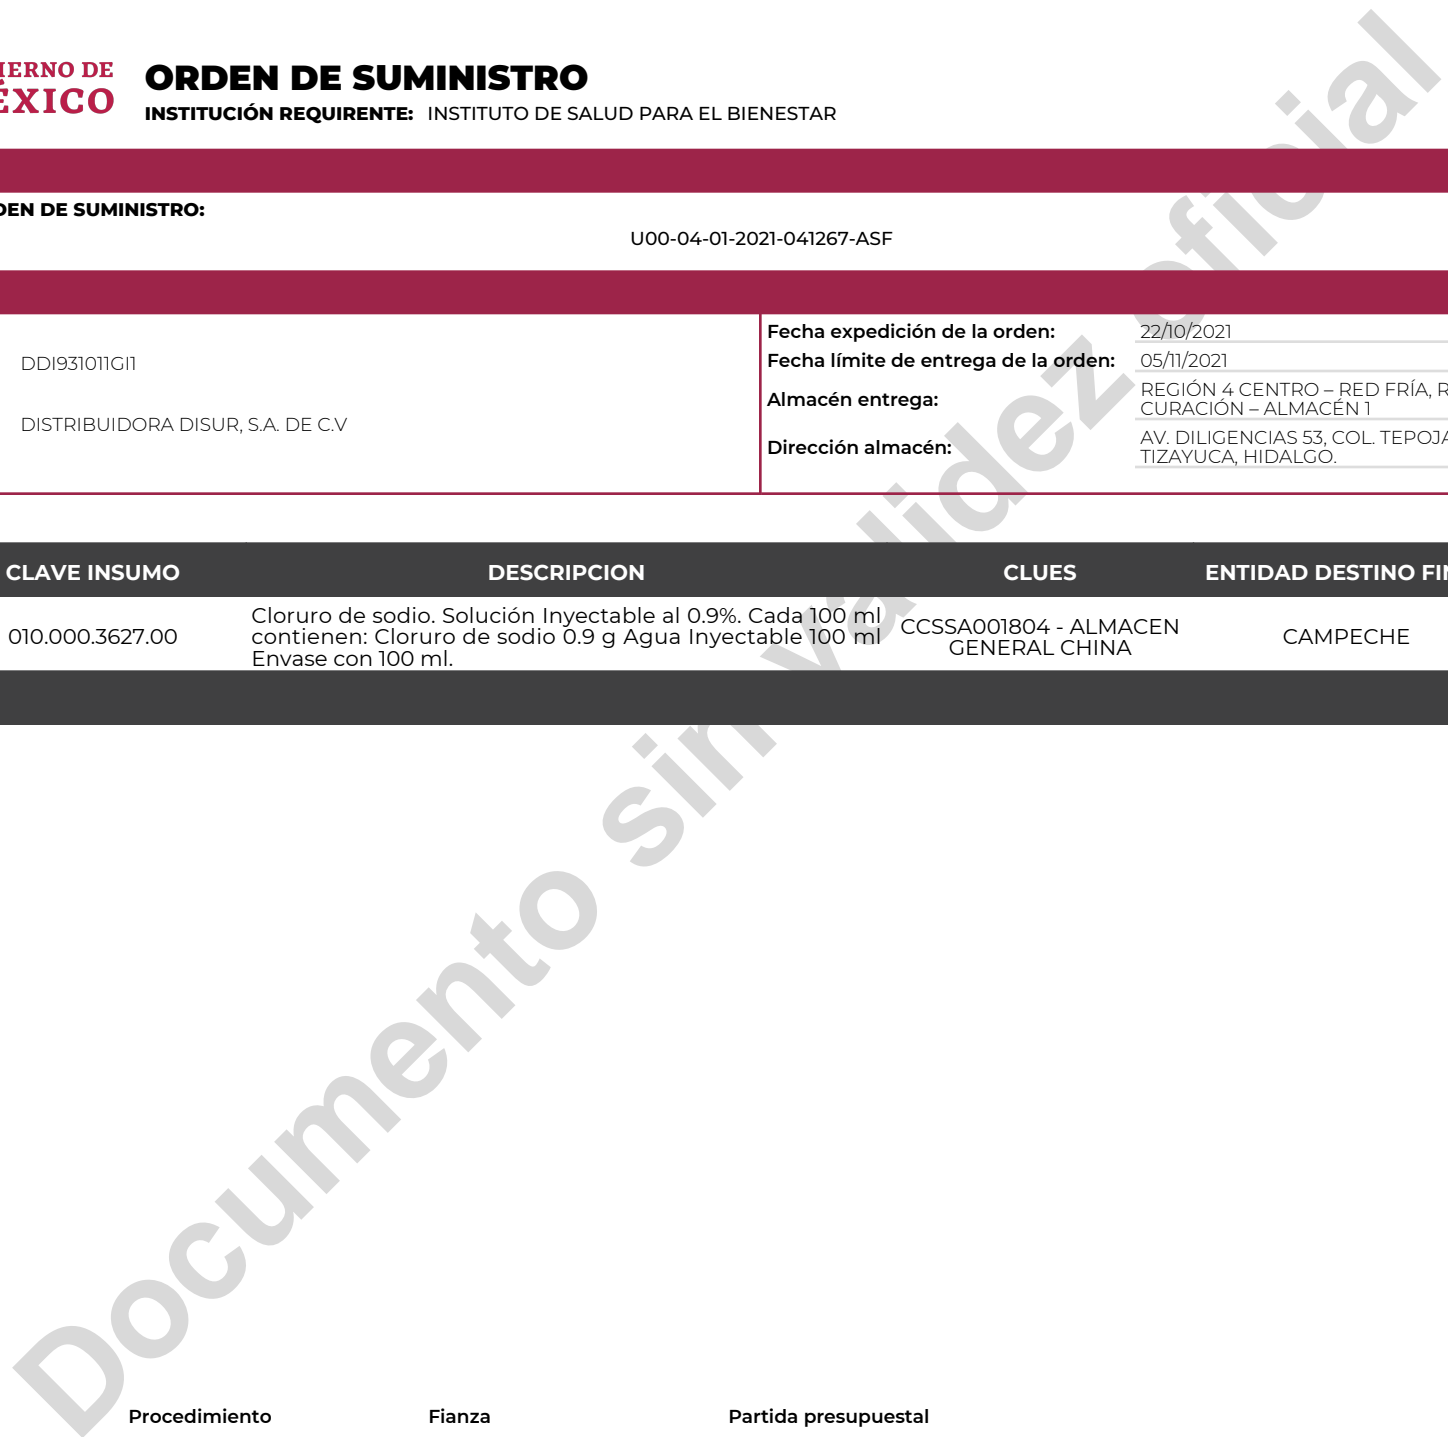 IERNO DE
ÉXICO
ORDEN DE SUMINISTRO
INSTITUCIÓN REQUIRENTE: INSTITUTO DE SALUD PARA EL BIENESTAR
DEN DE SUMINISTRO:
U00-04-01-2021-041267-ASF
DDI931011GI1
DISTRIBUIDORA DISUR, S.A. DE C.V
Fecha expedición de la orden: 22/10/2021
Fecha límite de entrega de la orden: 05/11/2021
Almacén entrega: REGIÓN 4 CENTRO – RED FRÍA, R
CURACIÓN – ALMACÉN 1
Dirección almacén: AV. DILIGENCIAS 53, COL. TEPOJA
TIZAYUCA, HIDALGO.
CLAVE INSUMO DESCRIPCION CLUES ENTIDAD DESTINO FIN
010.000.3627.00
Cloruro de sodio. Solución Inyectable al 0.9%. Cada 100 ml
contienen: Cloruro de sodio 0.9 g Agua Inyectable 100 ml
Envase con 100 ml.
CCSSA001804 - ALMACEN
GENERAL CHINA
CAMPECHE
Documento sin validez oficial
Procedimiento Fianza Partida presupuestal